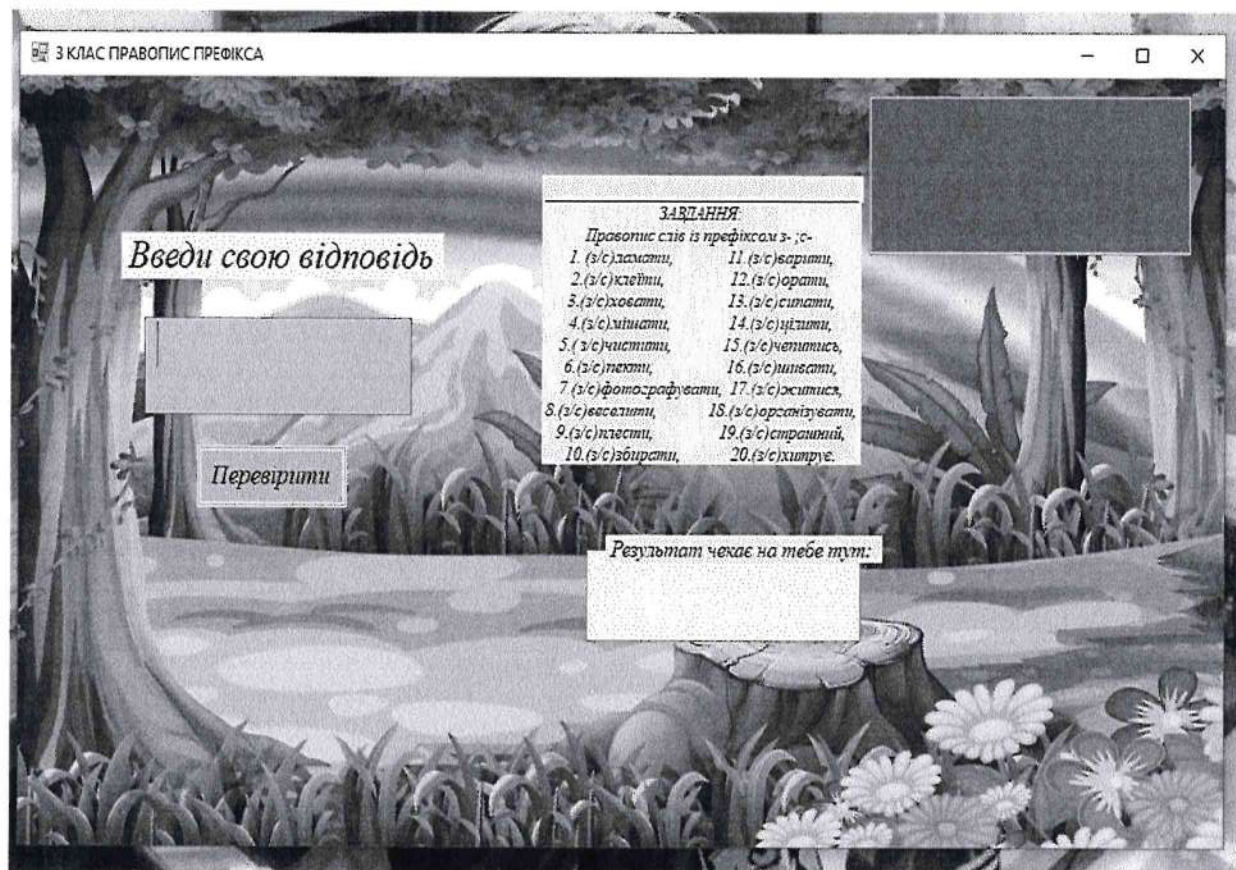 3 КЛАС ПРАВОПИС ПРЕФІКСА
Введи свою відповідь
Перевірити
ЗАВДАННЯ:
Правопис слів із префіксом з- ;с-
1. (з/с)ламати, 11.(з/с)варити,
2.(з/с)клеїти, 12.(з/с)орати,
3.(з/с)ховати, 13.(з/с)сипати,
4.(з/с)мішати, 14.(з/с)цілити,
5.( з/с)чистити, 15.(з/с)чепитись,
6.(з/с)пекти, 16.(з/с)шивати,
7.(з/с)фотографувати, 17.(з/с)житися,
8.(з/с)веселити, 18.(з/с)організувати,
9.(з/с)плести, 19.(з/с)страшний,
10.(з/с)збирати, 20.(з/с)хитрує.
Результат чекає на тебе тут: